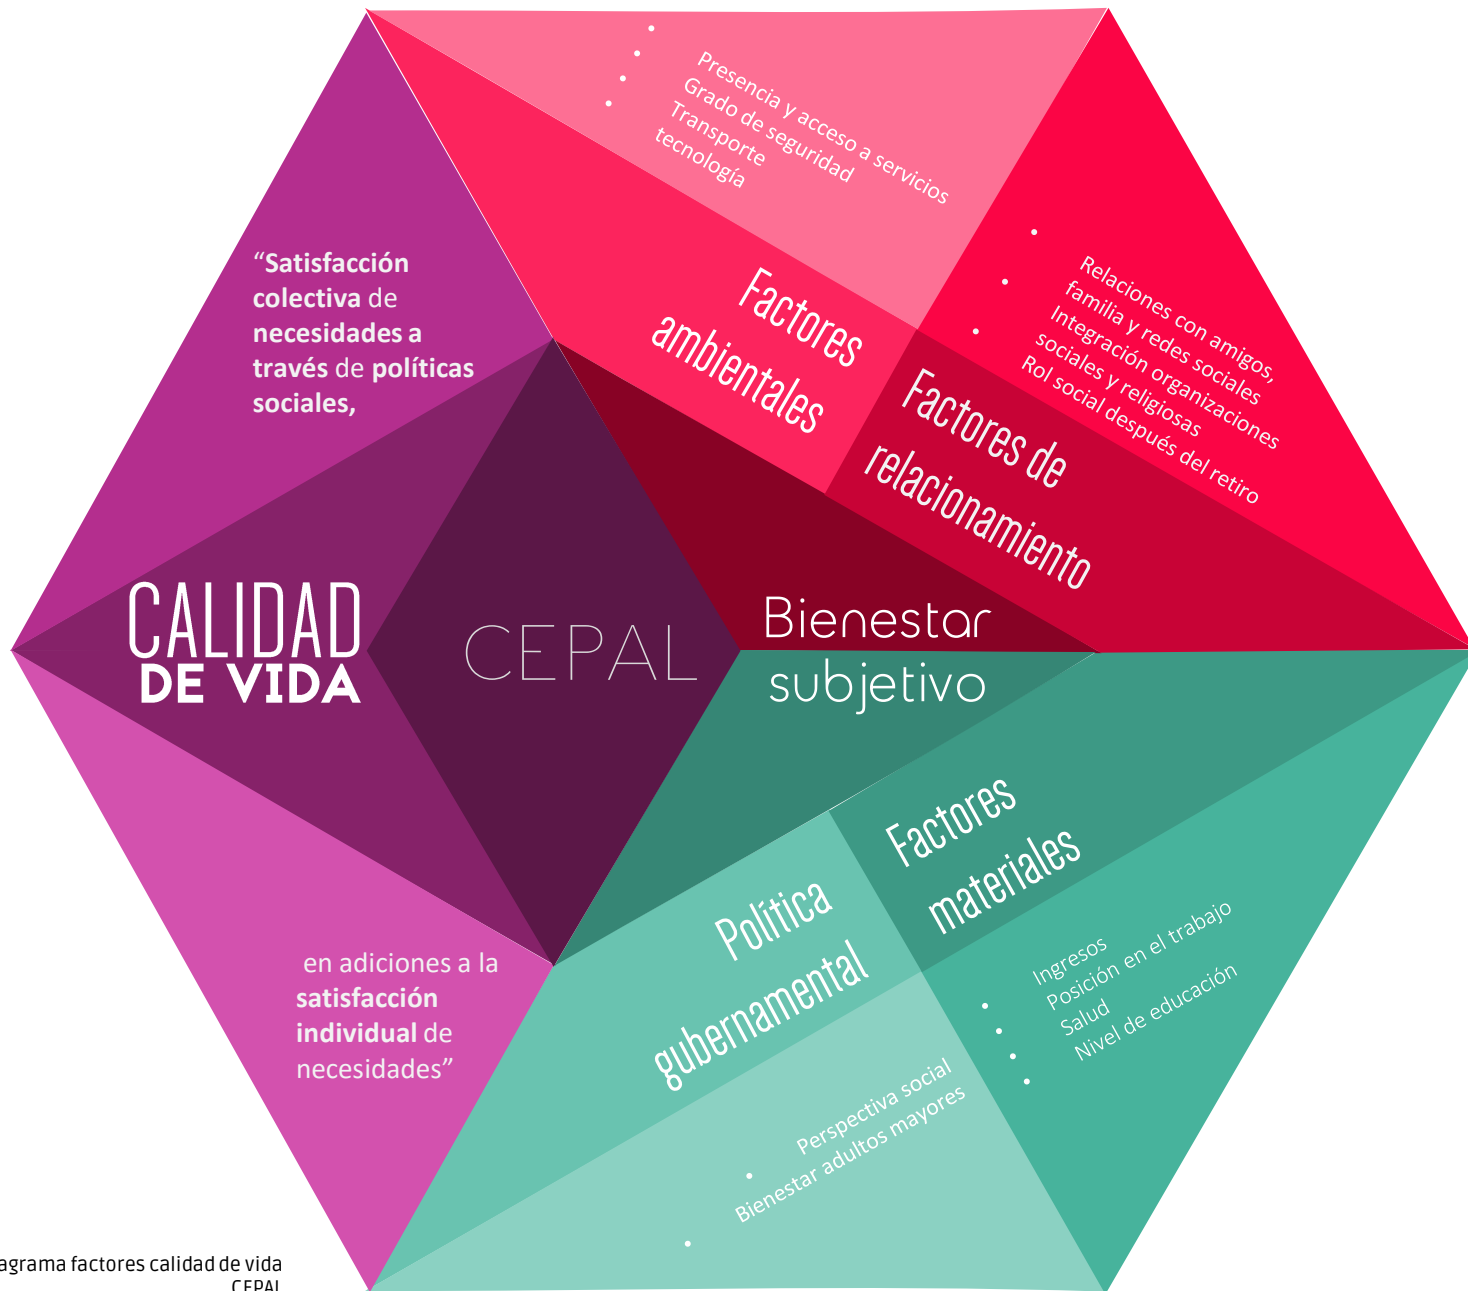 • Presencia y acceso a servicios
• Grado de seguridad
• Transporte
• tecnología
Factores
ambientales
• Relaciones con amigos,
familia y redes sociales
• Integración organizaciones
sociales y religiosas
• Rol social después del retiro
Factores de
relacionamiento
“Satisfacción
colectiva de
necesidades a
través de políticas
sociales,
CALIDAD
DE VIDA
CEPAL
Bienestar
subjetivo
en adiciones a la
satisfacción
individual de
necesidades”
Factores
materiales
• Ingresos
• Posición en el trabajo
• Salud
• Nivel de educación
Política
gubernamental
• Perspectiva social
• Bienestar adultos mayores
agrama factores calidad de vida
CEPAL